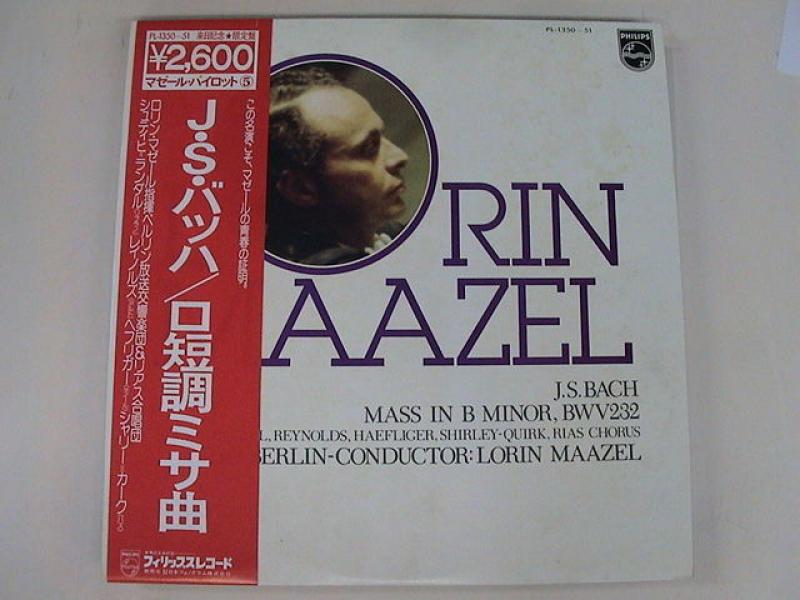 PL-1350-51 来日記念★限定盤
¥2,600
マゼール・パイロット⑤
この名演こそ、マゼールの青春の証明。
J・S・バッハ/ロ短調ミサ曲
ロリン・マゼール指揮ベルリン放送交響楽団&リアス合唱団
ジュディヒ・ランダル レイノルズ ヘフリガー シャーリー=カーク
PHILIPS
フィリップスレコード
PL-1350-51
PHILIPS
ORIN
AAZEL
J.S.BACH
MASS IN B MINOR, BWV232
L, REYNOLDS, HAEFLIGER, SHIRLEY-QUIRK, RIAS CHORUS
BERLIN-CONDUCTOR: LORIN MAAZEL